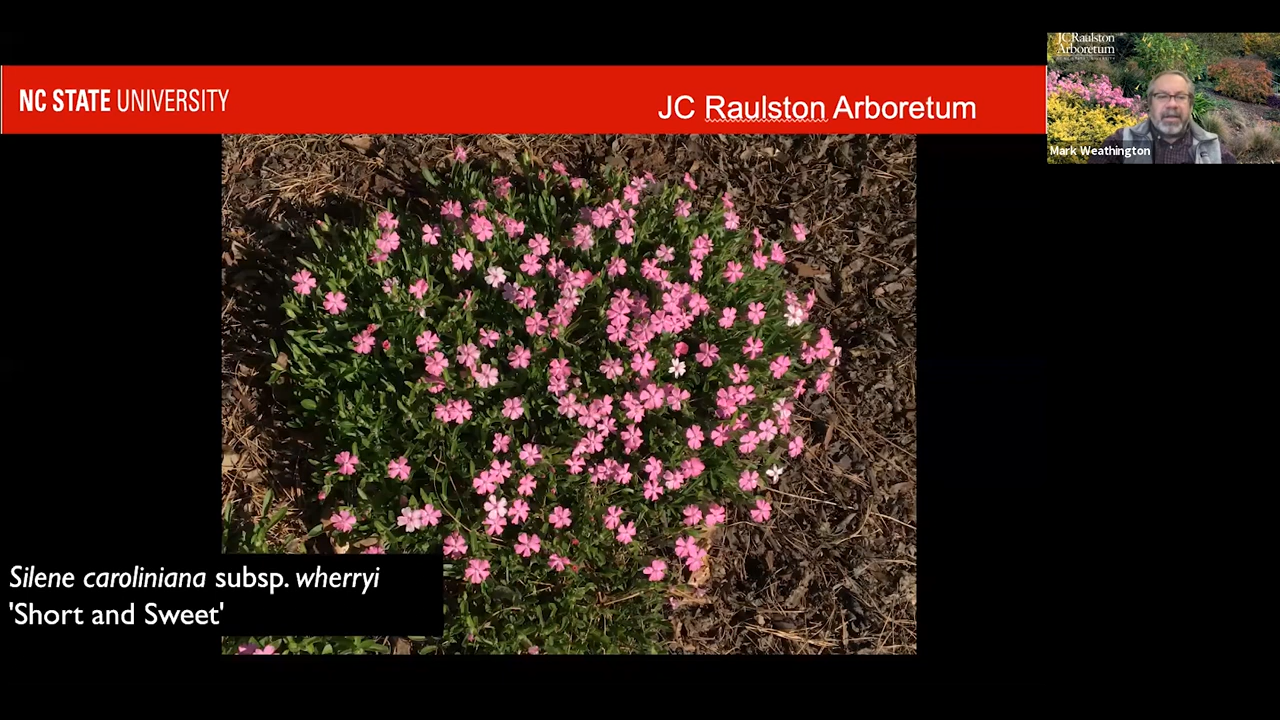 NC STATE UNIVERSITY
JC Raulston Arboretum
JC Raulston
Arboretum
Mark Weathington
Silene caroliniana subsp. wherryi
'Short and Sweet'